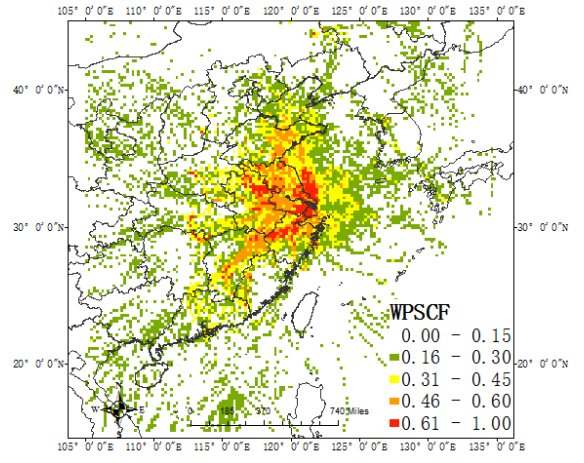 105° 0′0″E 110° 0′0″E 115° 0′0″E 120° 0′0″E 125° 0′0″E 130° 0′0″E 135° 0′0″E
40° 0′0″N 40° 0′0″N
30° 0′0″N 30° 0′0″N
20° 0′0″N 20° 0′0″N
WPSCF
0.00 - 0.15
0.16 - 0.30
0.31 - 0.45
0.46 - 0.60
0.61 - 1.00
W E
S
0 185 370 740 Miles
105° 0′0″E 110° 0′0″E 115° 0′0″E 120° 0′0″E 125° 0′0″E 130° 0′0″E 135° 0′0″E